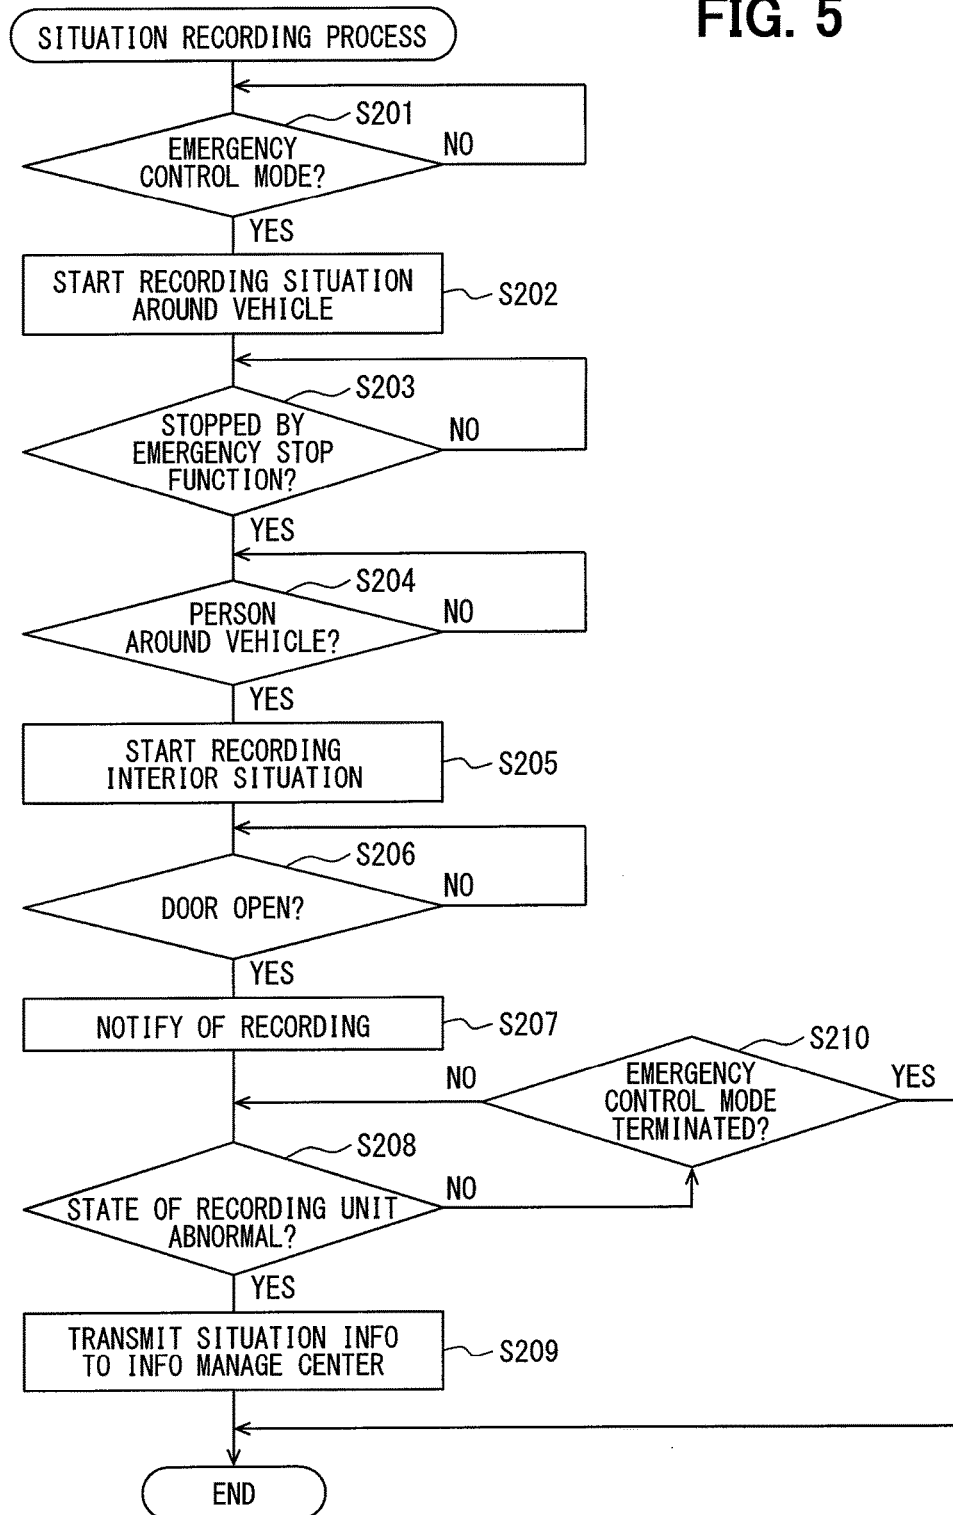 FIG. 5
SITUATION RECORDING PROCESS
S201
EMERGENCY
CONTROL MODE?
NO
YES
START RECORDING SITUATION
AROUND VEHICLE
S202
S203
STOPPED BY
EMERGENCY STOP
FUNCTION?
NO
YES
S204
PERSON
AROUND VEHICLE?
NO
YES
START RECORDING
INTERIOR SITUATION
S205
S206
DOOR OPEN?
NO
YES
NOTIFY OF RECORDING
S207
S210
EMERGENCY
CONTROL MODE
TERMINATED?
NO
YES
S208
STATE OF RECORDING UNIT
ABNORMAL?
NO
YES
TRANSMIT SITUATION INFO
TO INFO MANAGE CENTER
S209
END